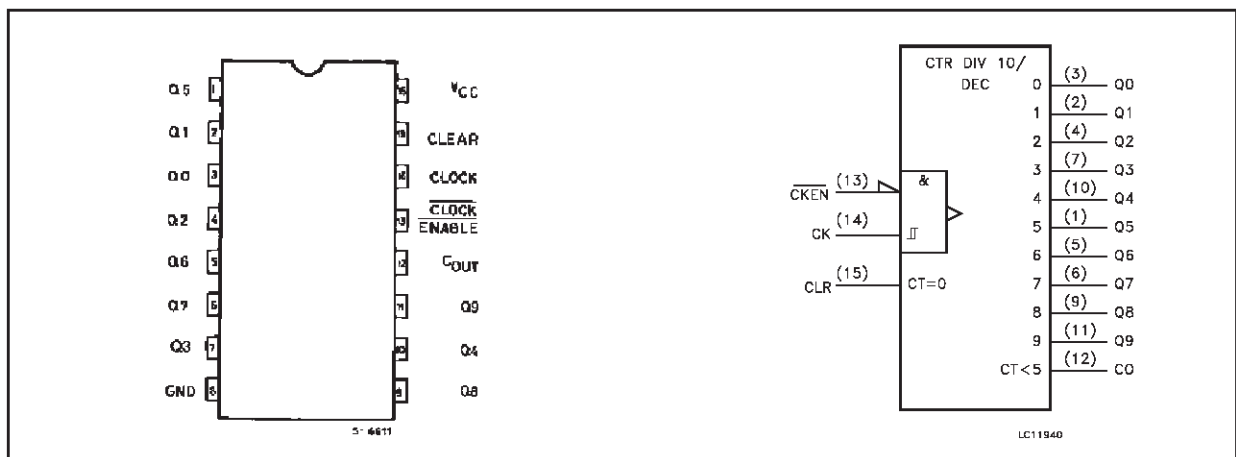 Q5 1 16 VCC
Q1 2 15 CLEAR
Q0 3 CLOCK
Q2 4 13 CLOCK ENABLE
Q6 5 12 COUT
Q7 6 11 Q9
Q3 7 10 Q4
GND 8 9 Q8
S-6611
CTR DIV 10/
DEC
0 (3) Q0
1 (2) Q1
2 (4) Q2
3 (7) Q3
4 (10) Q4
5 (1) Q5
6 (5) Q6
7 (6) Q7
8 (9) Q8
9 (11) Q9
CT<5 (12) CO
CKEN (13) &
CK (14)
CLR (15) CT=0
LC11940